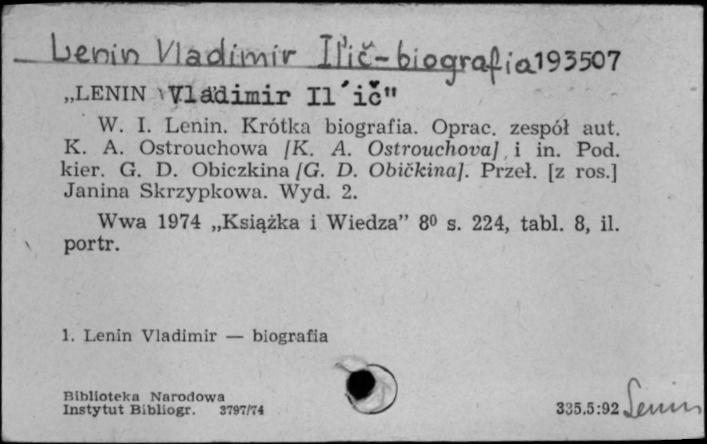 Lenin Vladimir Il'ič-biografia 193507
„LENIN Vladimir Il´ič"
W. I. Lenin. Krótka biografia. Oprac. zespół aut.
K. A. Ostrouchowa [K. A. Ostrouchova] i in. Pod.
kier. G. D. Obiczkina [G. D. Običkina]. Przeł. [z ros.]
Janina Skrzypkowa. Wyd. 2.
Wwa 1974 „Książka i Wiedza” 8⁰ s. 224, tabl. 8, il.
portr.
1. Lenin Vladimir — biografia
Biblioteka Narodowa
Instytut Bibliogr. 3797/74
335.5:92 Lenin